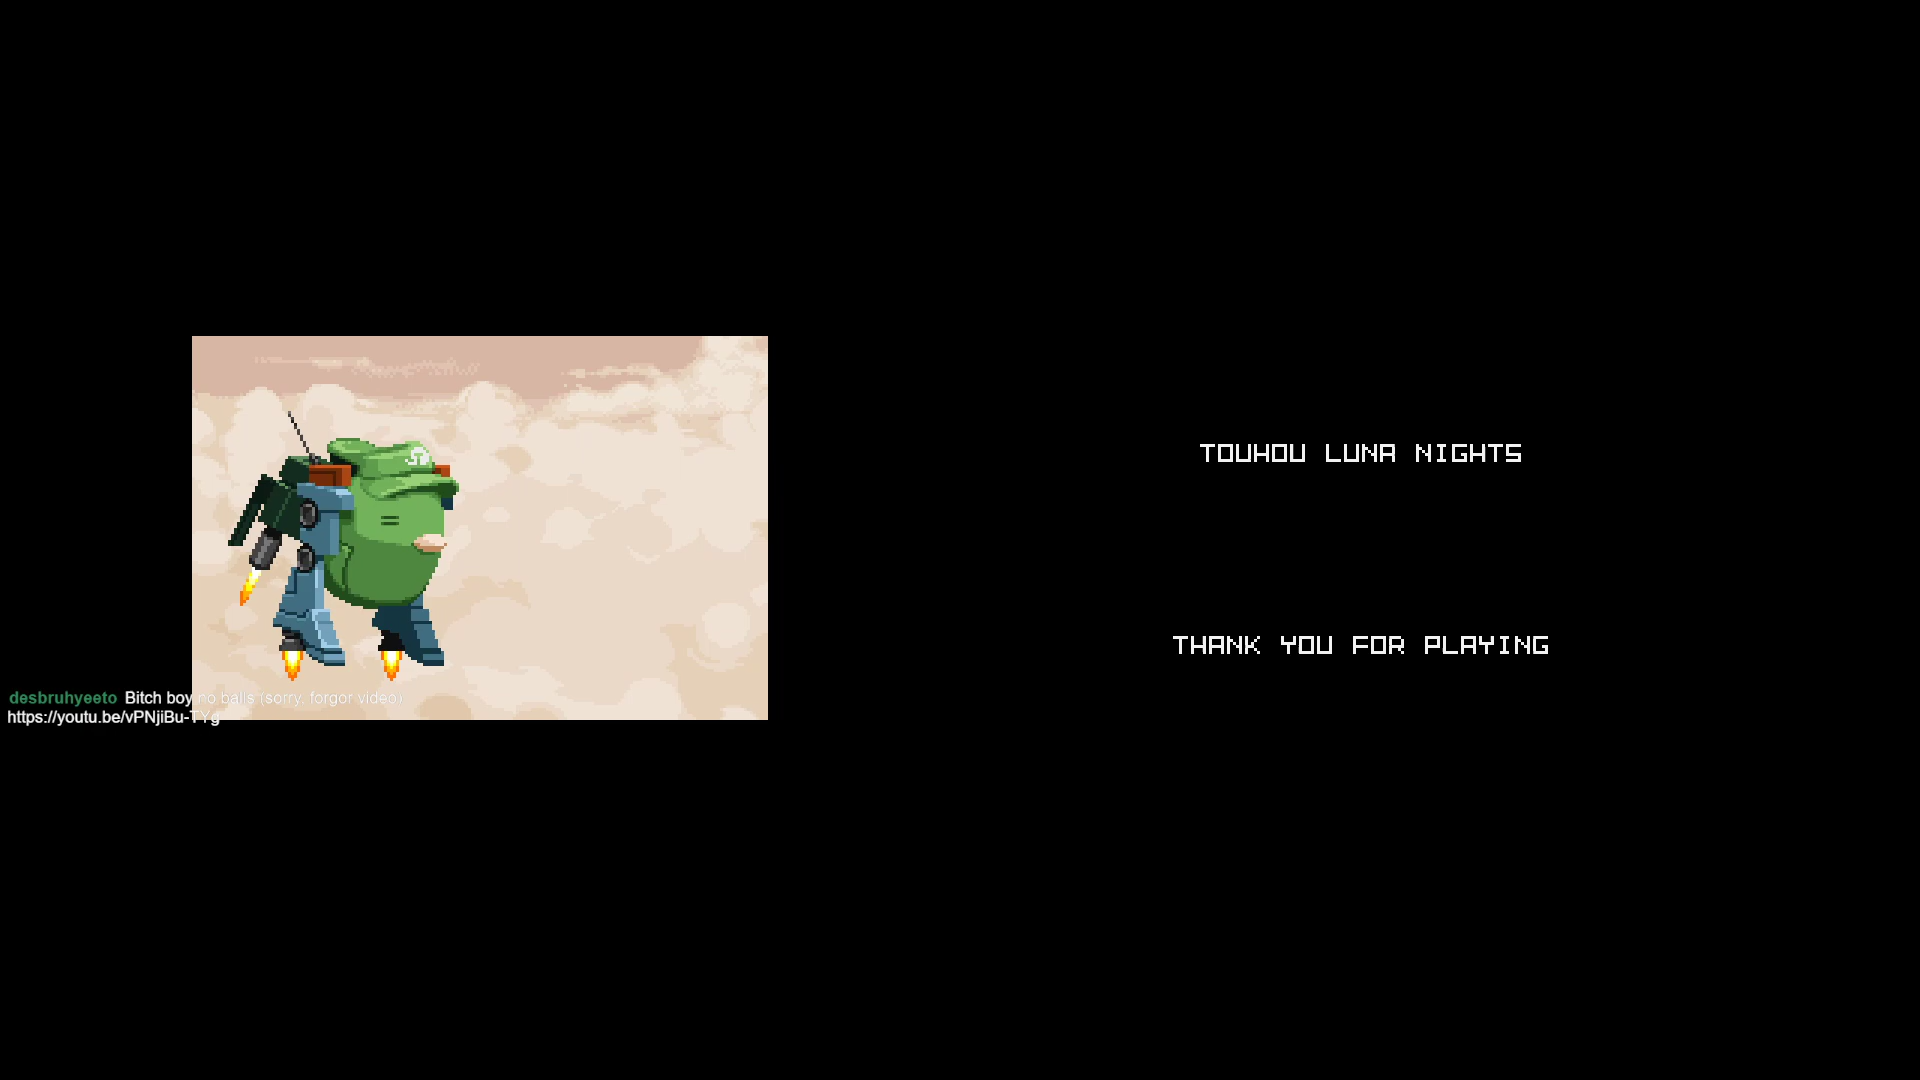 TOUHOU LUNA NIGHTS
THANK YOU FOR PLAYING
desbruhyeeto Bitch boy no balls (sorry. forgor video)
https://youtu.be/vPNjiBu-TYg